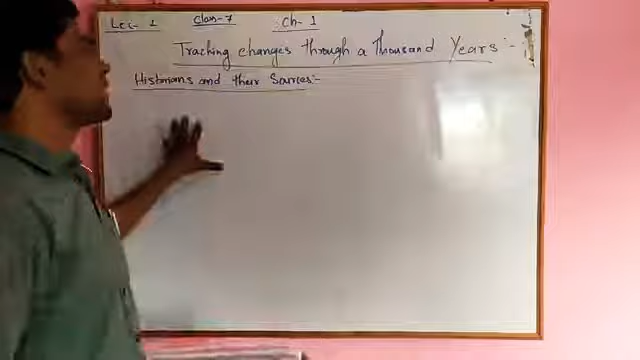 Lec- 1 Class-7 Ch- 1
Tracking changes through a thousand Years:-
Historians and their Sources:-